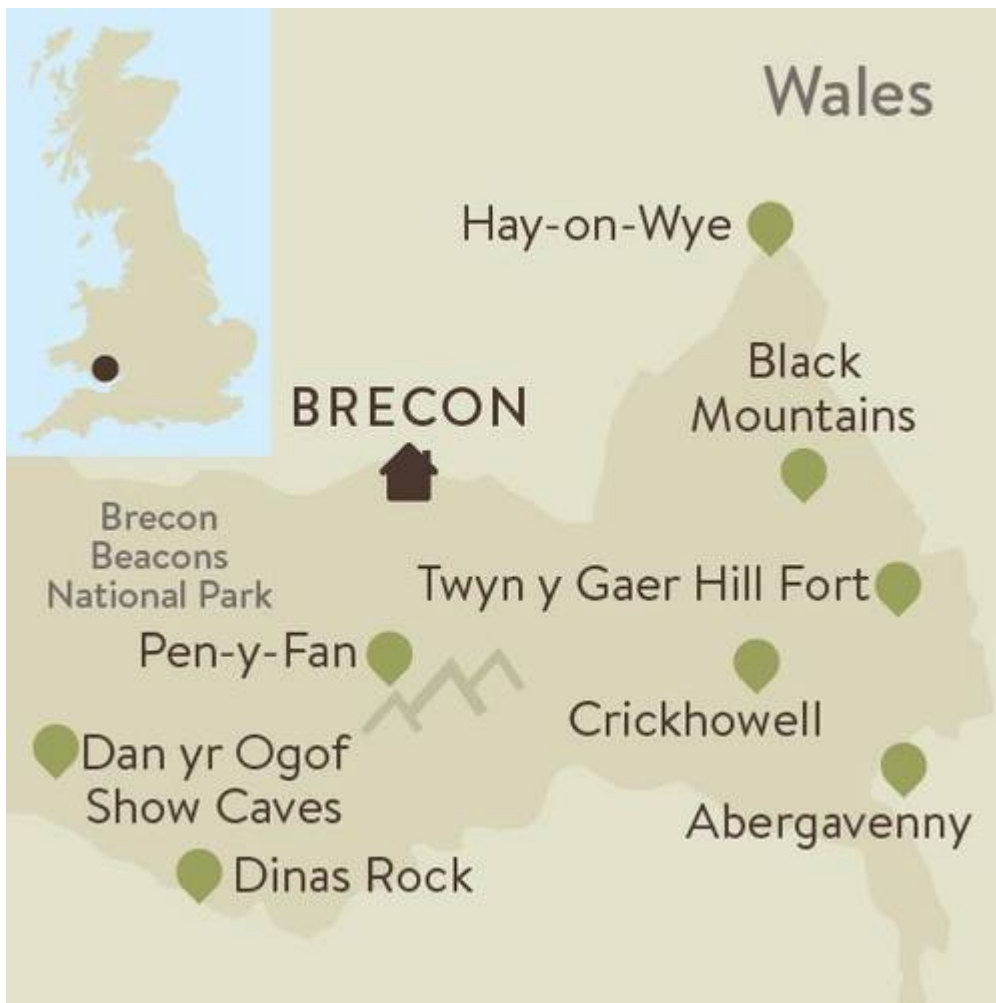 Wales
Hay-on-Wye
Black
Mountains
BRECON
Brecon
Beacons
National Park
Twyn y Gaer Hill Fort
Pen-y-Fan
Crickhowell
Dan yr Ogof
Show Caves
Abergavenny
Dinas Rock